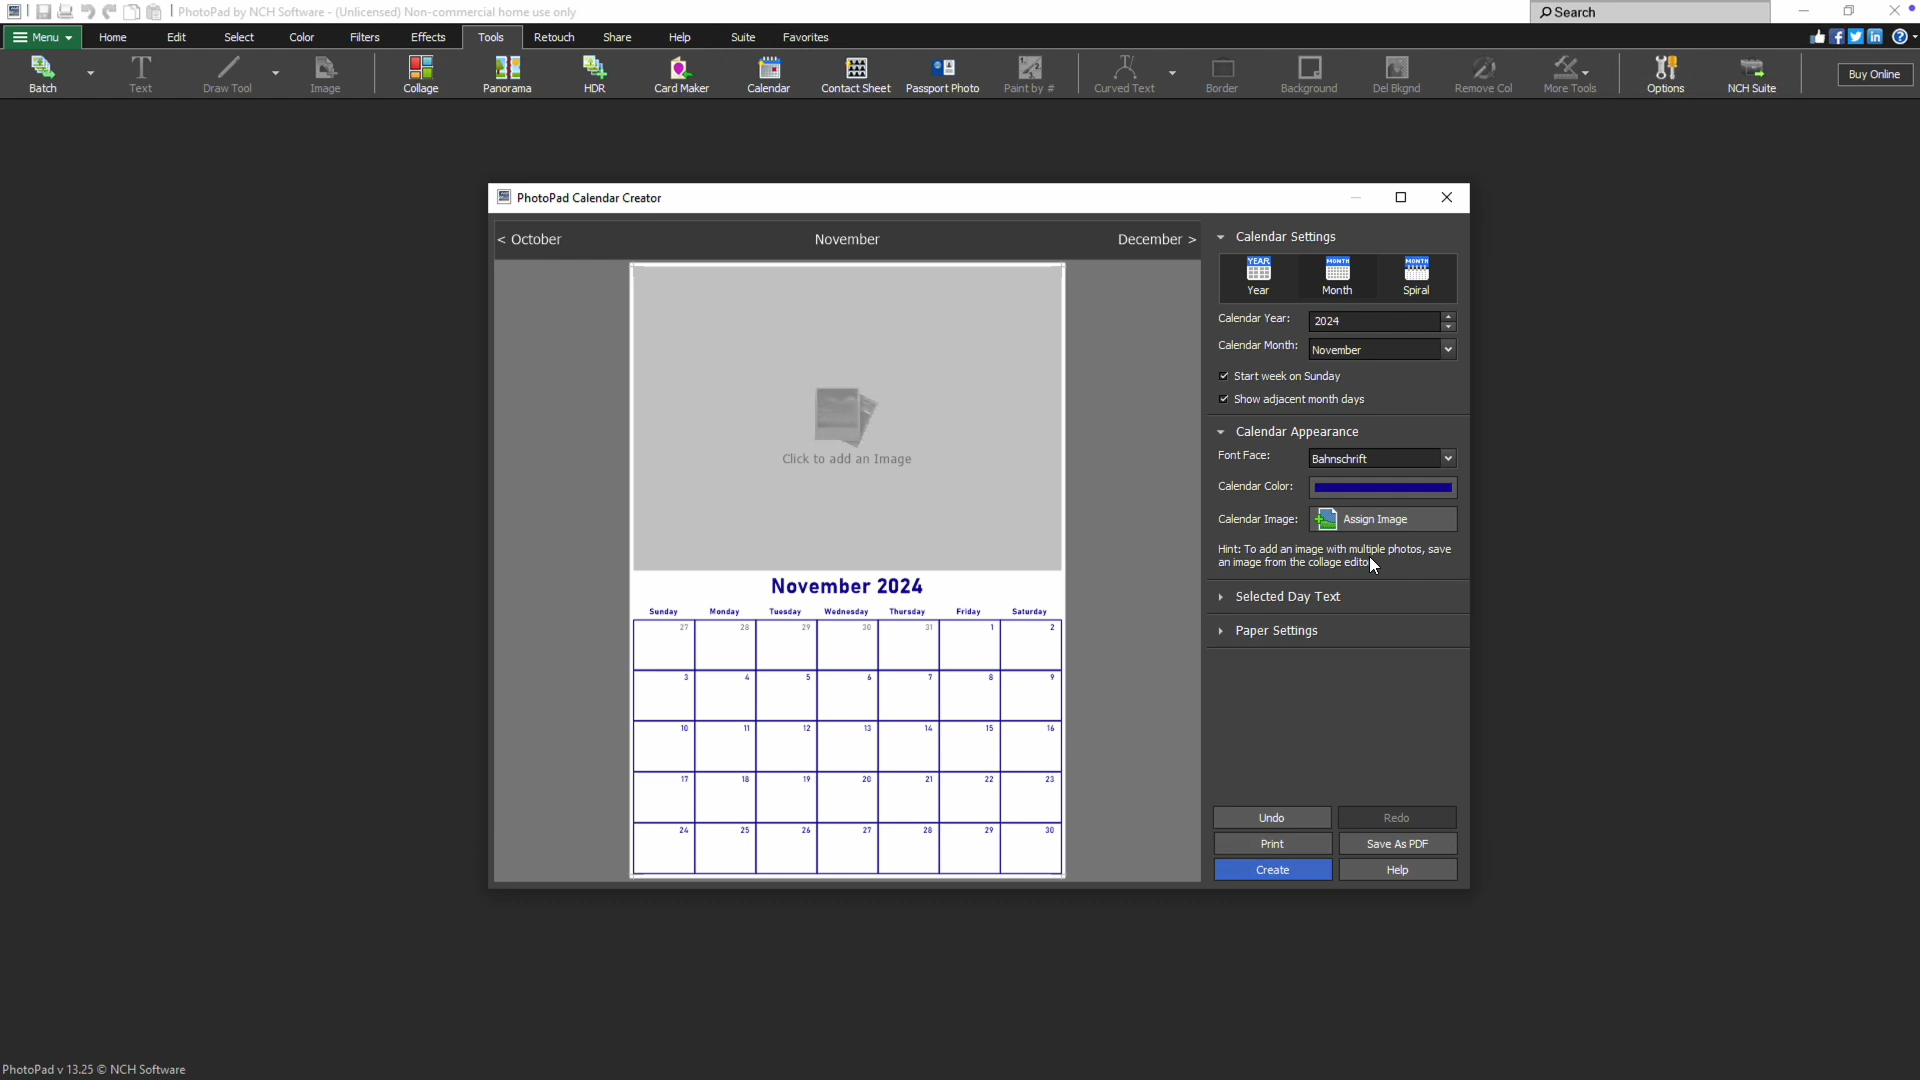 PhotoPad by NCH Software - (Unlicensed) Non-commercial home use only
Search
Menu Home Edit Select Color Filters Effects Tools Retouch Share Help Suite Favorites
Batch Text Draw Tool Image Collage Panorama HDR Card Maker Calendar Contact Sheet Passport Photo Paint by # Curved Text Border Background Del Bkgnd Remove Col More Tools Options NCH Suite Buy Online
PhotoPad Calendar Creator
< October November December >
Click to add an Image
November 2024
Sunday Monday Tuesday Wednesday Thursday Friday Saturday
27 28 29 30 31 1 2
3 4 5 6 7 8 9
10 11 12 13 14 15 16
17 18 19 20 21 22 23
24 25 26 27 28 29 30
Calendar Settings
YEAR MONTH MONTH
Year Month Spiral
Calendar Year: 2024
Calendar Month: November
Start week on Sunday
Show adjacent month days
Calendar Appearance
Font Face: Bahnschrift
Calendar Color:
Calendar Image: Assign Image
Hint: To add an image with multiple photos, save
an image from the collage edito
Selected Day Text
Paper Settings
Undo Redo
Print Save As PDF
Create Help
PhotoPad v 13.25 © NCH Software